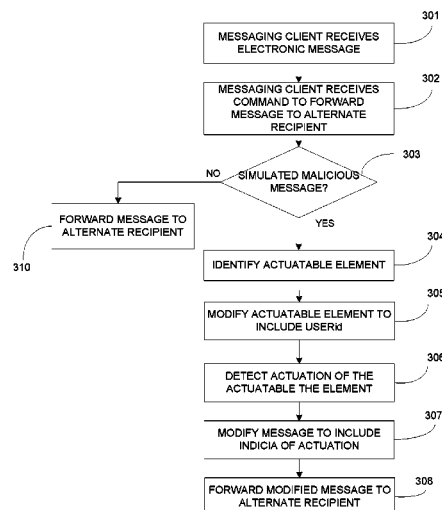 301
MESSAGING CLIENT RECEIVES
ELECTRONIC MESSAGE
302
MESSAGING CLIENT RECEIVES
COMMAND TO FORWARD
MESSAGE TO ALTERNATE
RECIPIENT
303
SIMULATED MALICIOUS
MESSAGE?
NO
YES
FORWARD MESSAGE TO
ALTERNATE RECIPIENT
310
304
IDENTIFY ACTUATABLE ELEMENT
305
MODIFY ACTUATABLE ELEMENT TO
INCLUDE USERid
306
DETECT ACTUATION OF THE
ACTUATABLE THE ELEMENT
307
MODIFY MESSAGE TO INCLUDE
INDICIA OF ACTUATION
308
FORWARD MODIFIED MESSAGE TO
ALTERNATE RECIPIENT